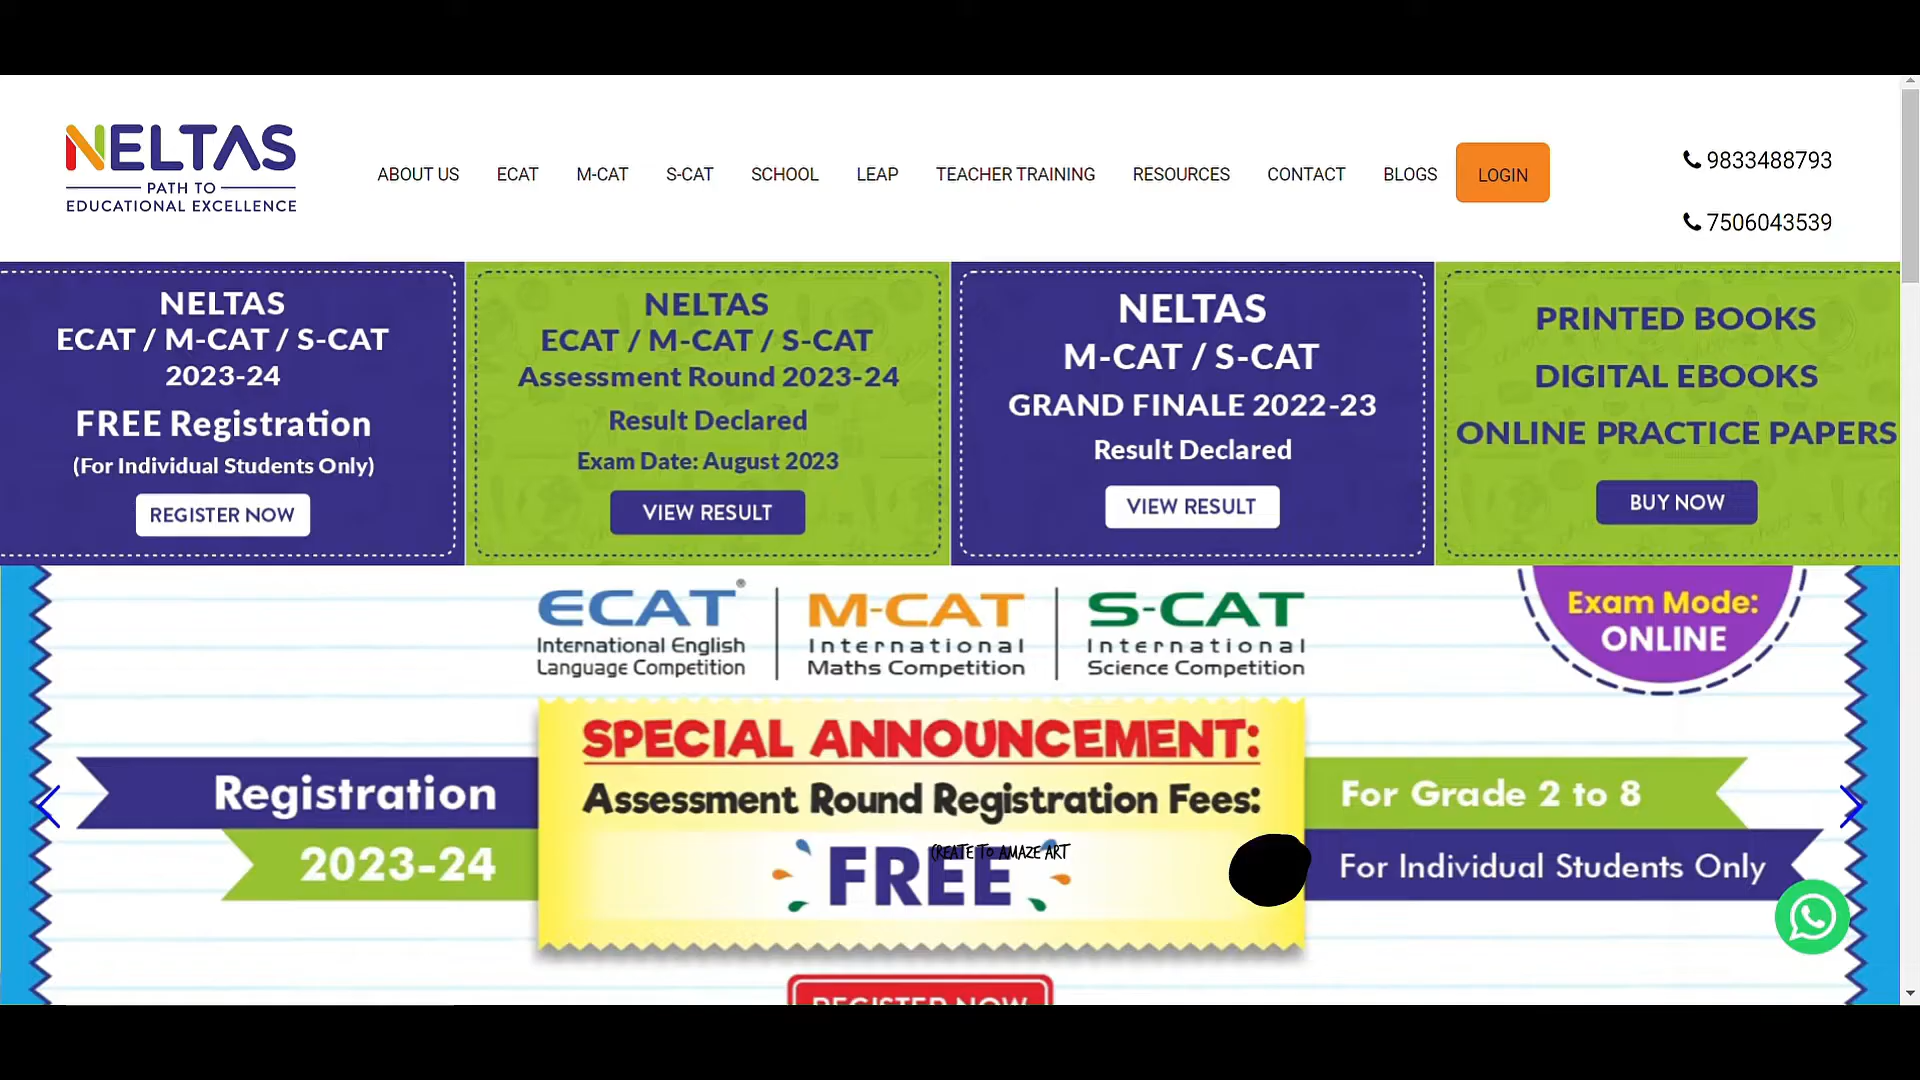 NELTAS
PATH TO
EDUCATIONAL EXCELLENCE
ABOUT US ECAT M-CAT S-CAT SCHOOL LEAP TEACHER TRAINING RESOURCES CONTACT BLOGS LOGIN
9833488793
7506043539
NELTAS
ECAT / M-CAT / S-CAT
2023-24
FREE Registration
(For Individual Students Only)
REGISTER NOW
NELTAS
ECAT / M-CAT / S-CAT
Assessment Round 2023-24
Result Declared
Exam Date: August 2023
VIEW RESULT
NELTAS
M-CAT / S-CAT
GRAND FINALE 2022-23
Result Declared
VIEW RESULT
PRINTED BOOKS
DIGITAL EBOOKS
ONLINE PRACTICE PAPERS
BUY NOW
ECAT®
International English
Language Competition
M-CAT
International
Maths Competition
S-CAT
International
Science Competition
Exam Mode:
ONLINE
SPECIAL ANNOUNCEMENT:
Assessment Round Registration Fees:
FREE
CREATE TO AMAZE ART
Registration
2023-24
For Grade 2 to 8
For Individual Students Only
REGISTER NOW